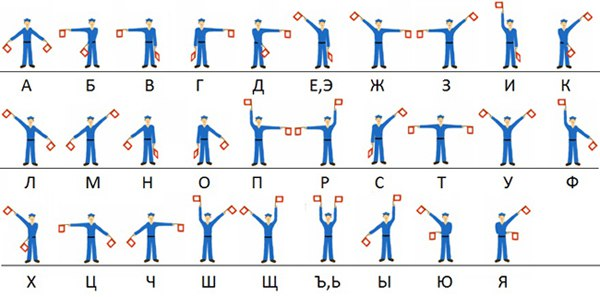 А Б В Г Д Е,Э Ж З И К
Л М Н О П Р С Т У Ф
Х Ц Ч Ш Щ Ъ,Ь Ы Ю Я